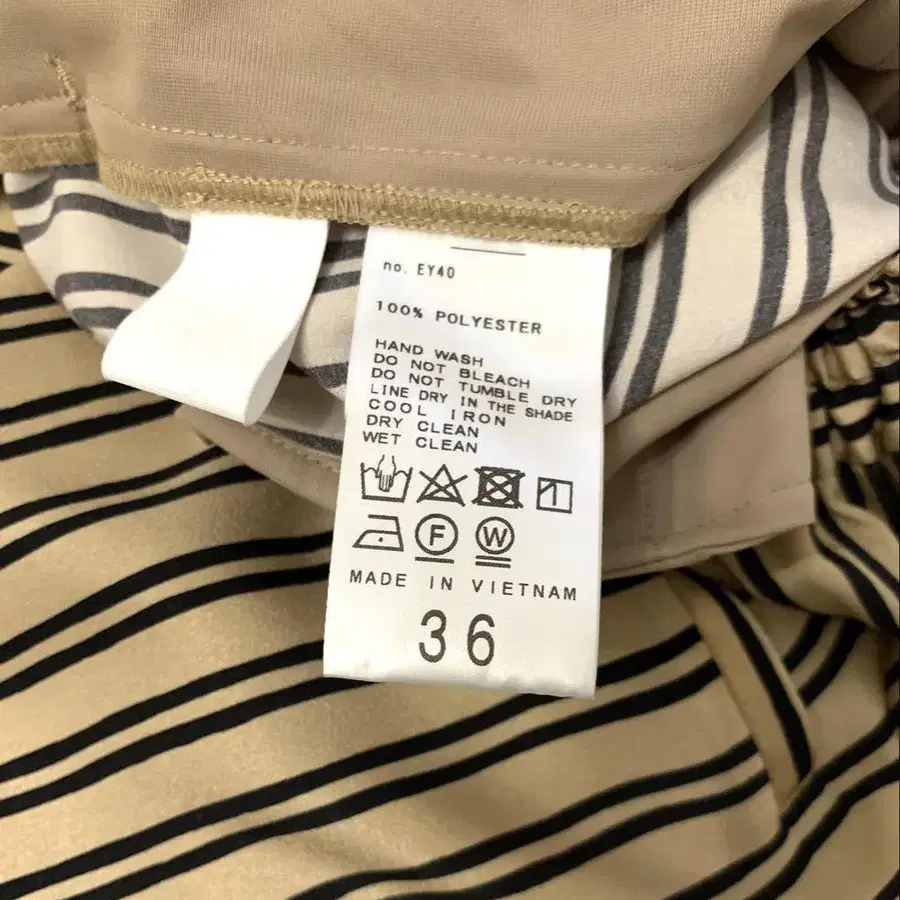 no. EY40
100% POLYESTER
HAND WASH
DO NOT BLEACH
DO NOT TUMBLE DRY
LINE DRY IN THE SHADE
COOL IRON
DRY CLEAN
WET CLEAN
F W
MADE IN VIETNAM
36